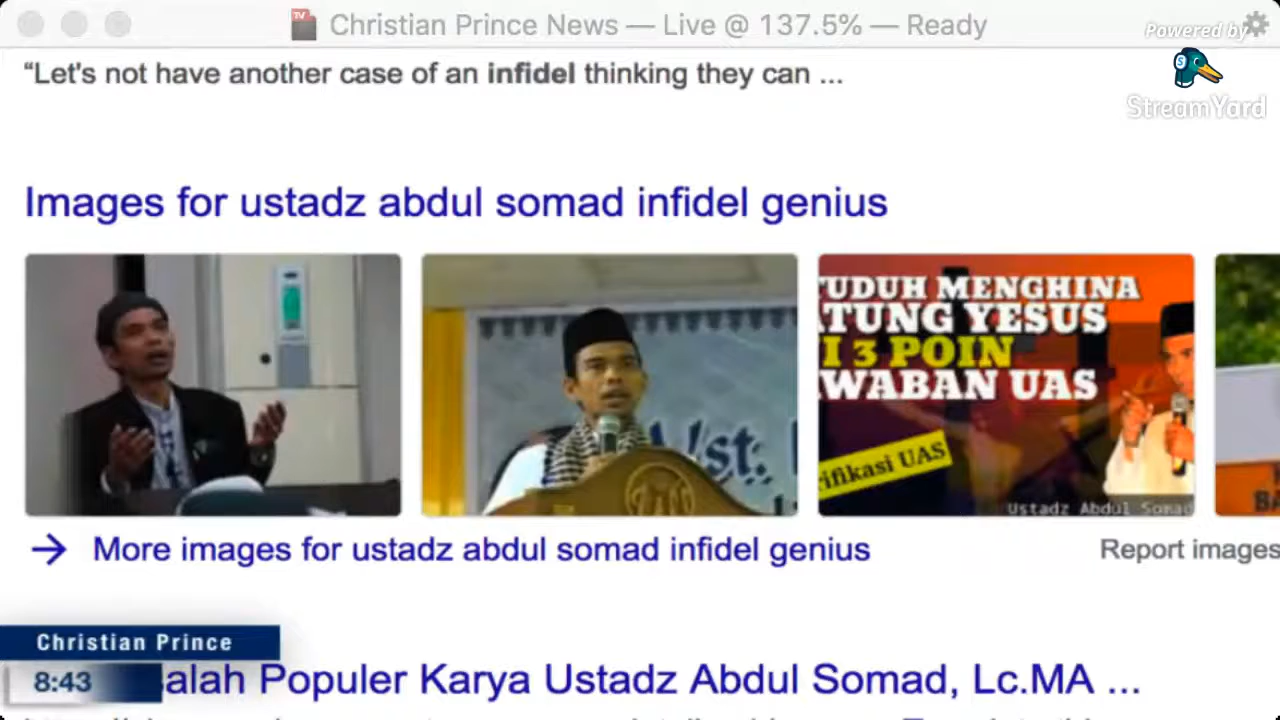 Christian Prince News — Live @ 137.5% — Ready
Powered by
StreamYard
“Let's not have another case of an infidel thinking they can ...
Images for ustadz abdul somad infidel genius
TUDUH MENGHINA
ATUNG YESUS
I 3 POIN
AWABAN UAS
rifikasi UAS
Ustadz Abdul Somad
Ust.
More images for ustadz abdul somad infidel genius
Report images
Christian Prince
8:43
alah Populer Karya Ustadz Abdul Somad, Lc.MA ...